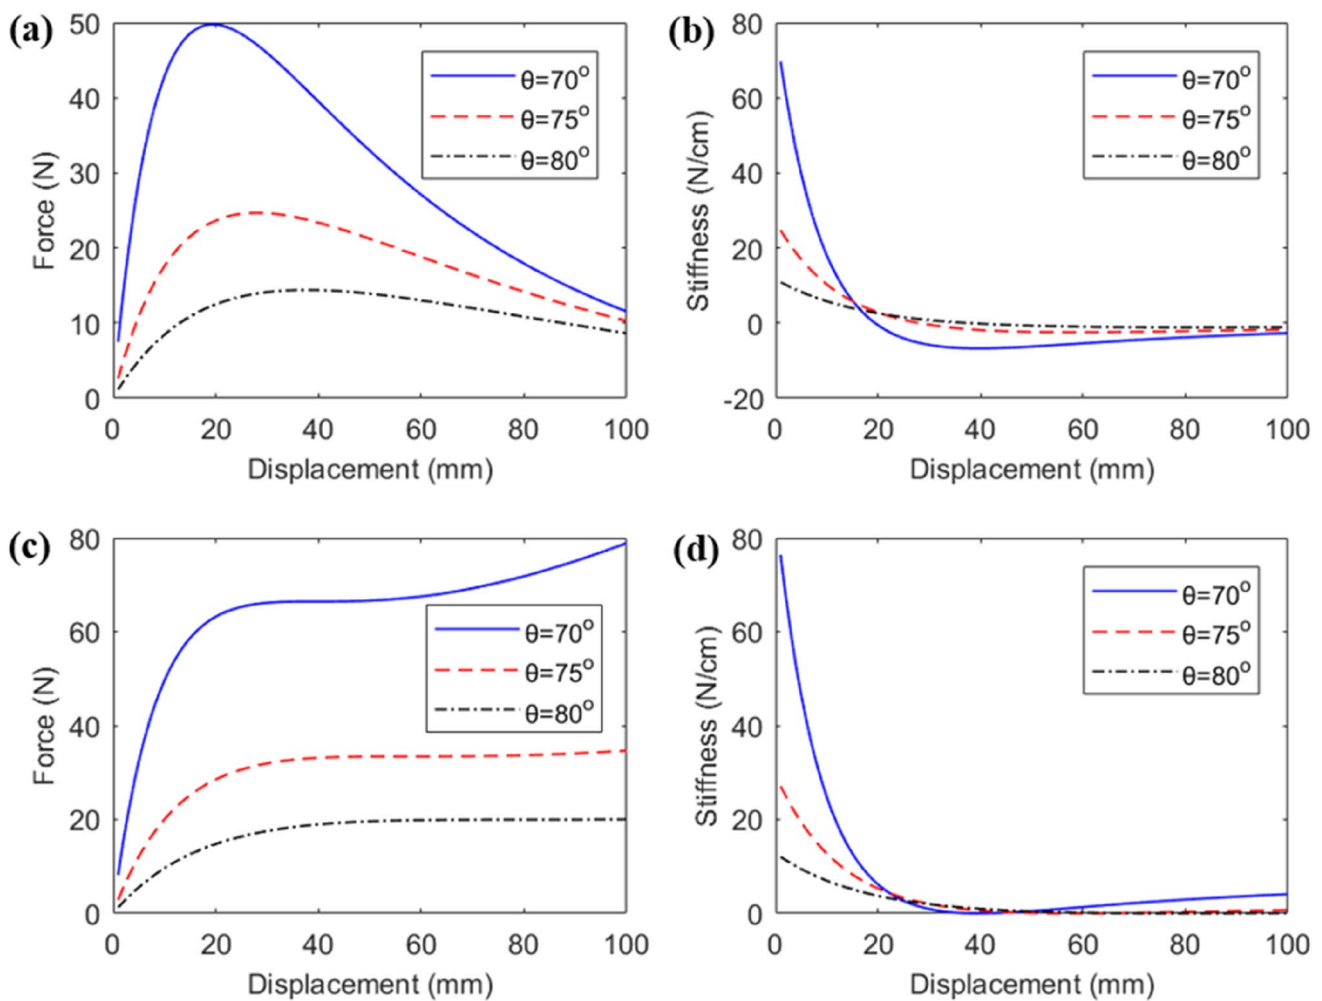 (a)
50
40
30
20
10
0
Force (N)
0 20 40 60 80 100
Displacement (mm)
θ=70°
θ=75°
θ=80°
(b)
80
60
40
20
0
-20
Stiffness (N/cm)
0 20 40 60 80 100
Displacement (mm)
θ=70°
θ=75°
θ=80°
(c)
80
60
40
20
0
Force (N)
0 20 40 60 80 100
Displacement (mm)
θ=70°
θ=75°
θ=80°
(d)
80
60
40
20
0
Stiffness (N/cm)
0 20 40 60 80 100
Displacement (mm)
θ=70°
θ=75°
θ=80°